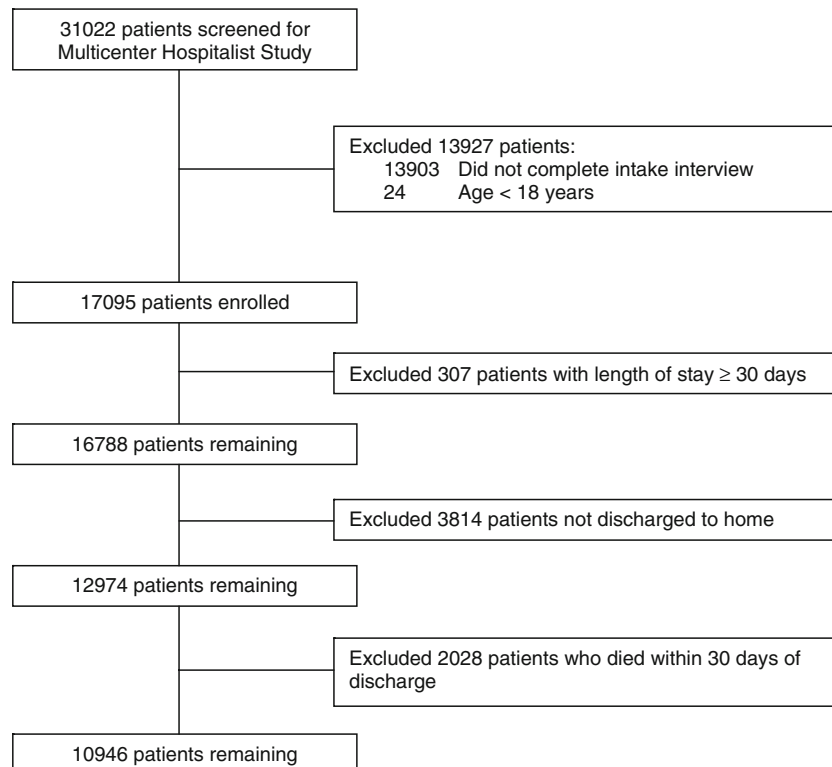 31022 patients screened for
Multicenter Hospitalist Study
Excluded 13927 patients:
13903 Did not complete intake interview
24 Age < 18 years
17095 patients enrolled
Excluded 307 patients with length of stay ≥ 30 days
16788 patients remaining
Excluded 3814 patients not discharged to home
12974 patients remaining
Excluded 2028 patients who died within 30 days of
discharge
10946 patients remaining